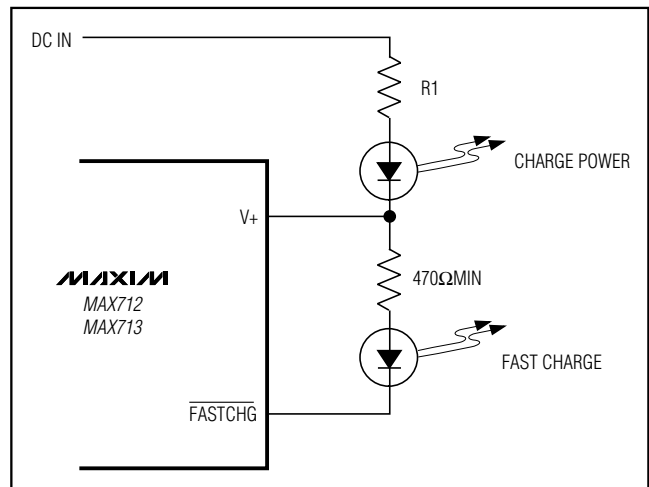 DC IN
R1
CHARGE POWER
V+
MAXIM
MAX712
MAX713
470ΩMIN
FAST CHARGE
FASTCHG